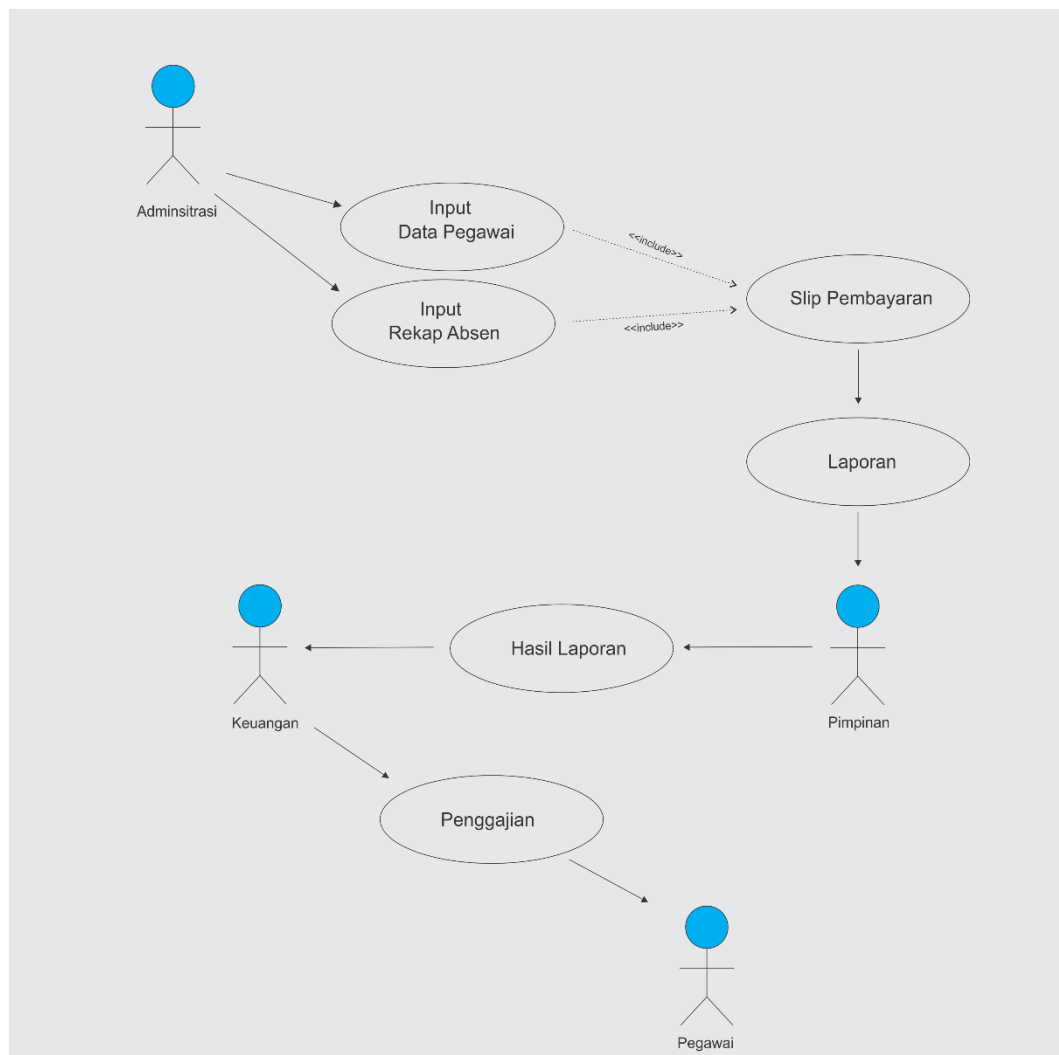 Adminsitrasi
Input
Data Pegawai
<<include>>
Input
Rekap Absen
<<include>>
Slip Pembayaran
Laporan
Hasil Laporan
Keuangan
Pimpinan
Penggajian
Pegawai